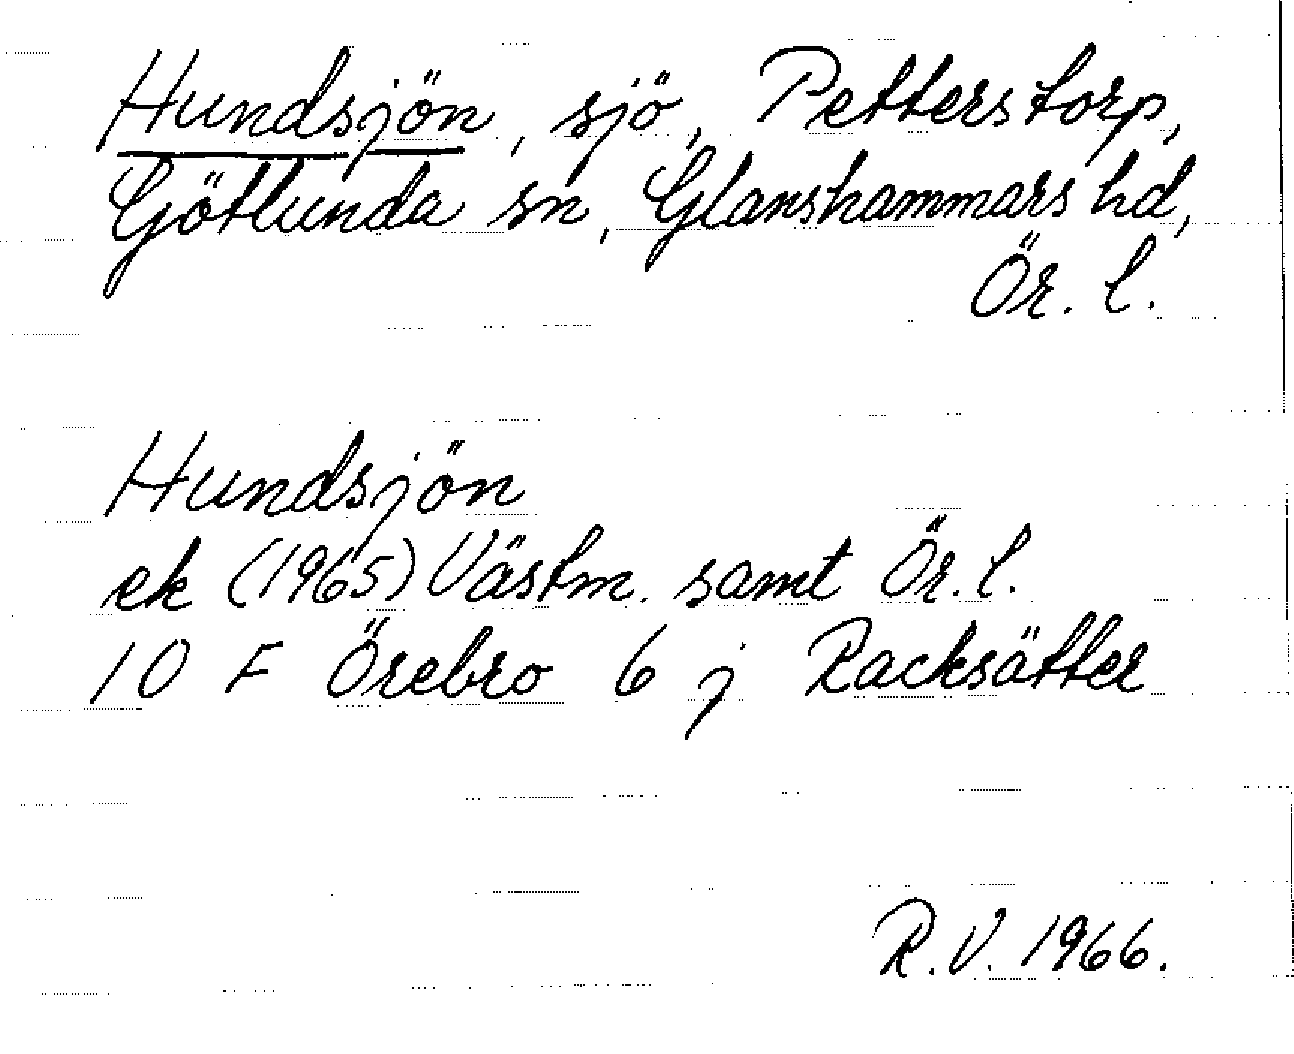 Hundsjön, sjö, Petterstorp,
Götlunda sn, Glanshammars hd,
Ör. l.
Hundsjön
ek (1965) Västm. samt Ör. l.
10 F Örebro 6 j Racksätter
R.V. 1966.